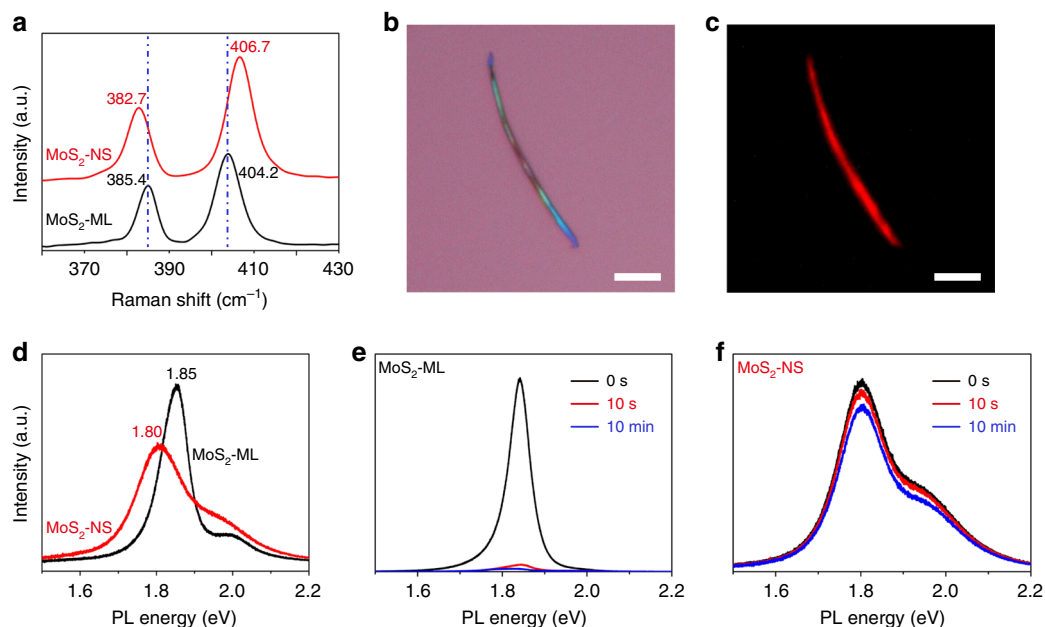 a
406.7
382.7
MoS₂-NS
385.4
404.2
MoS₂-ML
Intensity (a.u.)
370 390 410 430
Raman shift (cm⁻¹)
b
c
d
1.85
1.80
MoS₂-ML
MoS₂-NS
Intensity (a.u.)
1.6 1.8 2.0 2.2
PL energy (eV)
e
MoS₂-ML
0 s
10 s
10 min
1.6 1.8 2.0 2.2
PL energy (eV)
f
MoS₂-NS
0 s
10 s
10 min
1.6 1.8 2.0 2.2
PL energy (eV)